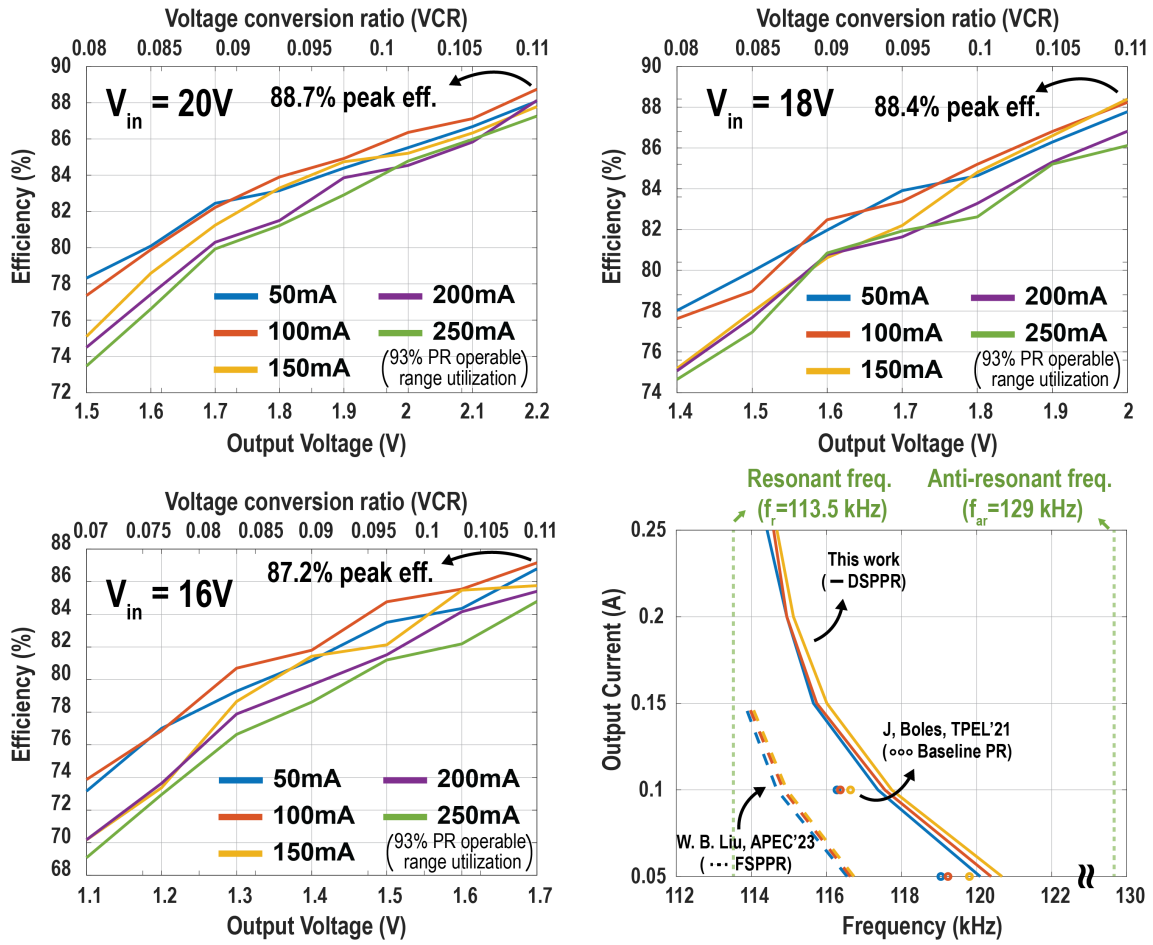 Voltage conversion ratio (VCR)
0.08 0.085 0.09 0.095 0.1 0.105 0.11
90
88
86
84
82
80
78
76
74
72
Efficiency (%)
Vin = 20V
88.7% peak eff.
50mA 200mA
100mA 250mA
150mA (93% PR operable
range utilization)
1.5 1.6 1.7 1.8 1.9 2 2.1 2.2
Output Voltage (V)
Voltage conversion ratio (VCR)
0.08 0.085 0.09 0.095 0.1 0.105 0.11
90
88
86
84
82
80
78
76
74
Efficiency (%)
Vin = 18V
88.4% peak eff.
50mA 200mA
100mA 250mA
150mA (93% PR operable
range utilization)
1.4 1.5 1.6 1.7 1.8 1.9 2
Output Voltage (V)
Voltage conversion ratio (VCR)
0.07 0.075 0.08 0.083 0.085 0.09 0.095 0.1 0.105 0.11
88
86
84
82
80
78
76
74
72
70
68
Efficiency (%)
Vin = 16V
87.2% peak eff.
50mA 200mA
100mA 250mA
150mA (93% PR operable
range utilization)
1.1 1.2 1.3 1.4 1.5 1.6 1.7
Output Voltage (V)
Resonant freq.
(fr=113.5 kHz)
Anti-resonant freq.
(far=129 kHz)
0.25
0.2
0.15
0.1
0.05
Output Current (A)
This work
(— DSPPR)
J, Boles, TPEL'21
(ooo Baseline PR)
W. B. Liu, APEC'23
(··· FSPPR)
112 114 116 118 120 122 130
Frequency (kHz)